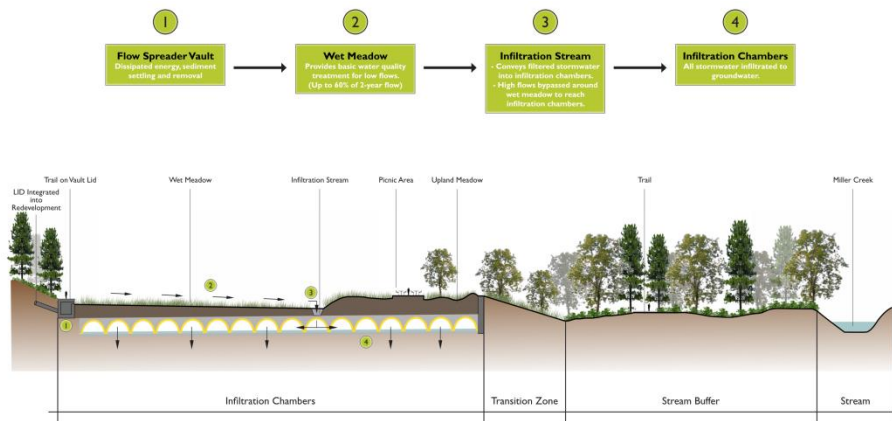 1
2
3
4
Flow Spreader Vault
Dissipated energy, sediment
settling and removal
Wet Meadow
Provides basic water quality
treatment for low flows.
(Up to 60% of 2-year flow)
Infiltration Stream
- Conveys filtered stormwater
into infiltration chambers.
- High flows bypassed around
wet meadow to reach
infiltration chambers.
Infiltration Chambers
All stormwater infiltrated to
groundwater.
Trail on Vault Lid
Wet Meadow
Infiltration Stream
Picnic Area
Upland Meadow
Trail
Miller Creek
LID Integrated
into
Redevelopment
2
3
1
4
Infiltration Chambers
Transition Zone
Stream Buffer
Stream